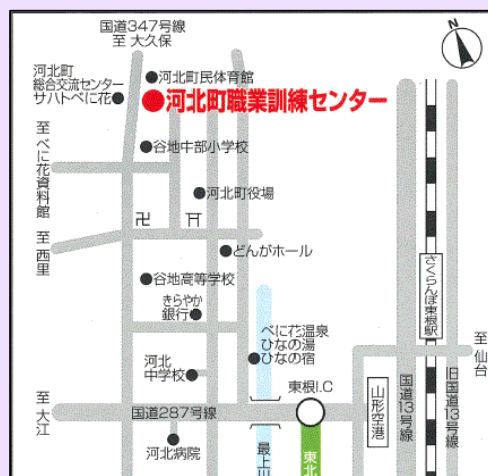 国道347号線
至 大久保
N
河北町
総合交流センター
サハトべに花
河北町民体育館
河北町職業訓練センター
至べに花資料館
谷地中部小学校
河北町役場
至西里
卍
どんがホール
谷地高等学校
きらやか
銀行
さくらんぼ東根駅
べに花温泉
ひなの湯
ひなの宿
至仙台
河北
中学校
東根I.C
至大江
国道287号線
山形空港
国道13号線
旧国道13号線
河北病院
最上
東北